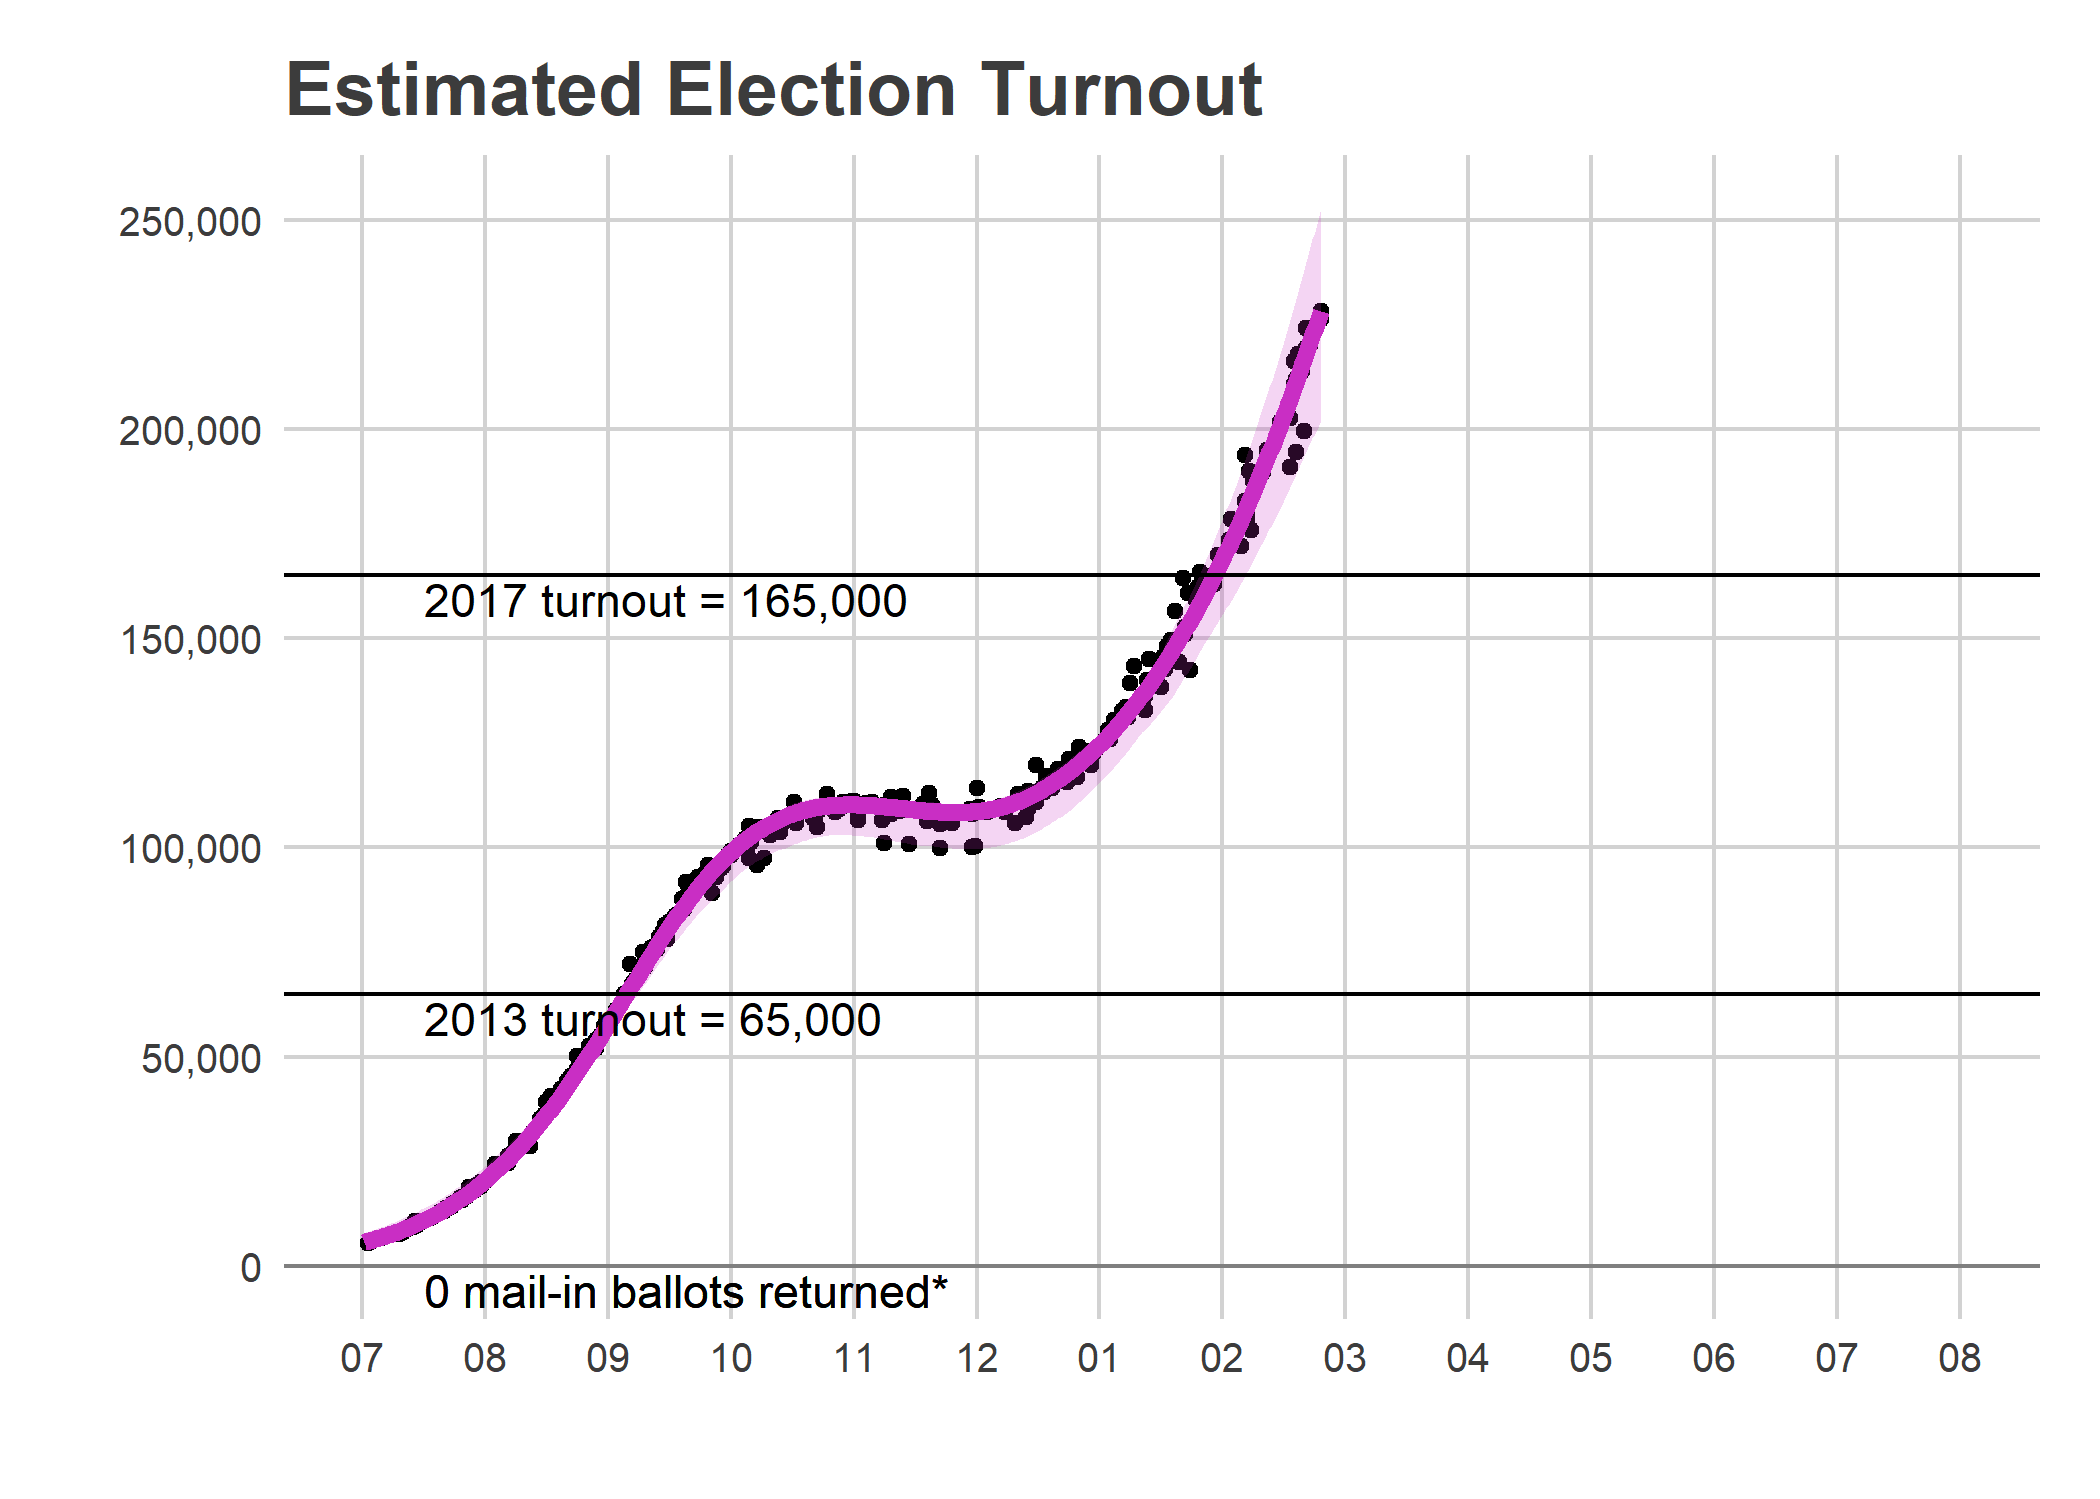 Estimated Election Turnout
250,000
200,000
2017 turnout = 165,000
150,000
100,000
2013 turnout = 65,000
50,000
0
0 mail-in ballots returned*
07 08 09 10 11 12 01 02 03 04 05 06 07 08